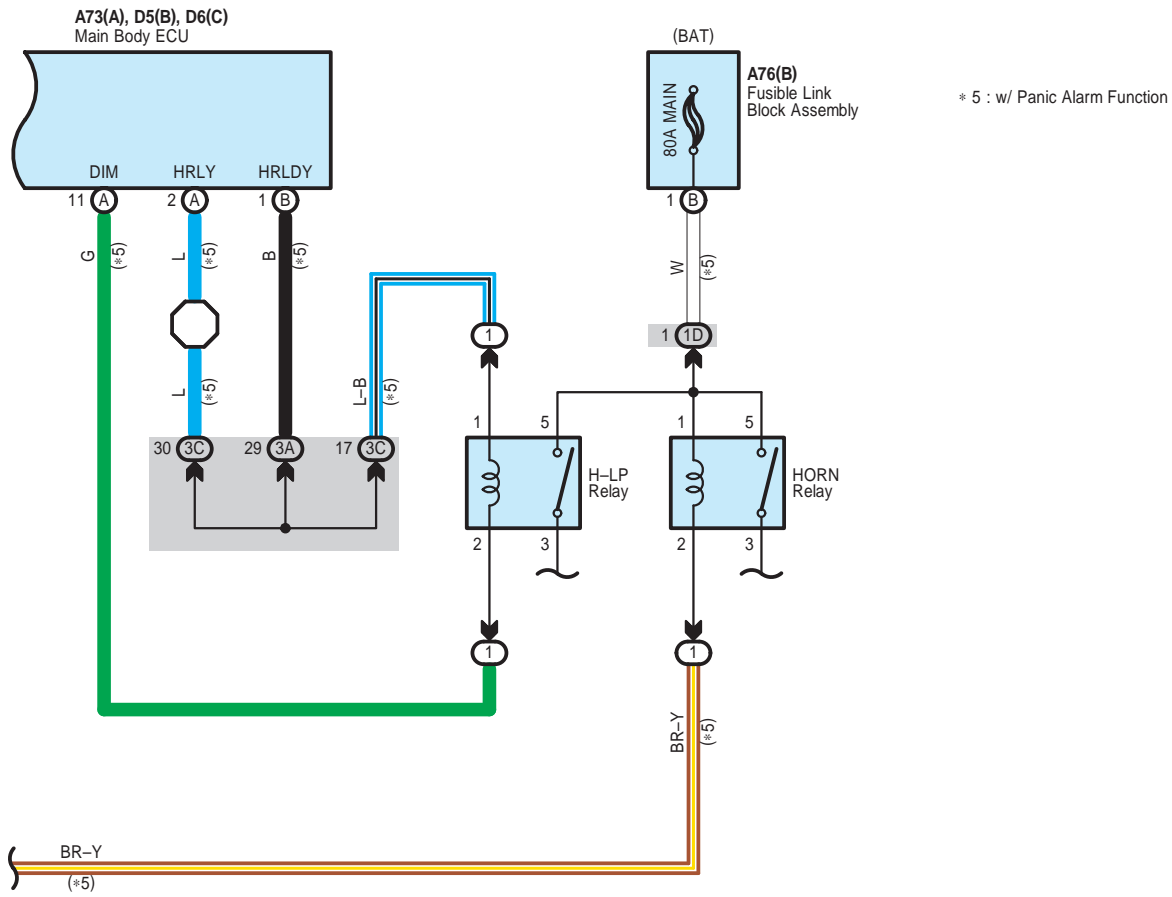 A73(A), D5(B), D6(C)
Main Body ECU
(BAT)
A76(B)
Fusible Link
Block Assembly
∗ 5 : w/ Panic Alarm Function
80A MAIN
DIM
HRLY
HRLDY
11 A
2 A
1 B
1 B
G
(∗5)
L
(∗5)
B
(∗5)
W
(∗5)
1
1 1D
L–B
(∗5)
L
(∗5)
30 3C
29 3A
17 3C
1
5
1
5
H–LP
Relay
HORN
Relay
2
3
2
3
1
1
BR–Y
(∗5)
BR–Y
(∗5)